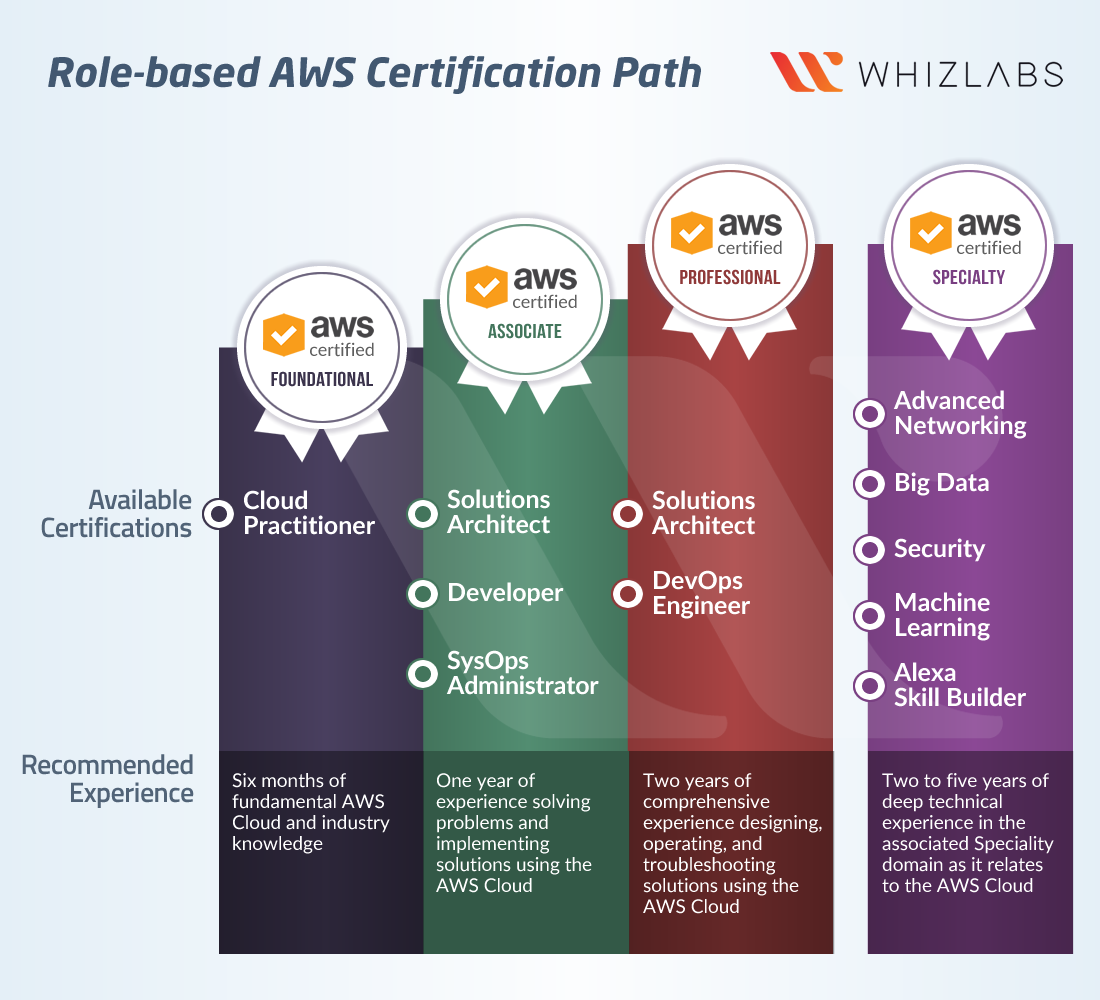 Role-based AWS Certification Path
WHIZLABS
aws
certified
FOUNDATIONAL
aws
certified
ASSOCIATE
aws
certified
PROFESSIONAL
aws
certified
SPECIALTY
Available
Certifications
Cloud
Practitioner
Solutions
Architect
Developer
SysOps
Administrator
Solutions
Architect
DevOps
Engineer
Advanced
Networking
Big Data
Security
Machine
Learning
Alexa
Skill Builder
Recommended
Experience
Six months of
fundamental AWS
Cloud and industry
knowledge
One year of
experience solving
problems and
implementing
solutions using the
AWS Cloud
Two years of
comprehensive
experience designing,
operating, and
troubleshooting
solutions using the
AWS Cloud
Two to five years of
deep technical
experience in the
associated Speciality
domain as it relates
to the AWS Cloud